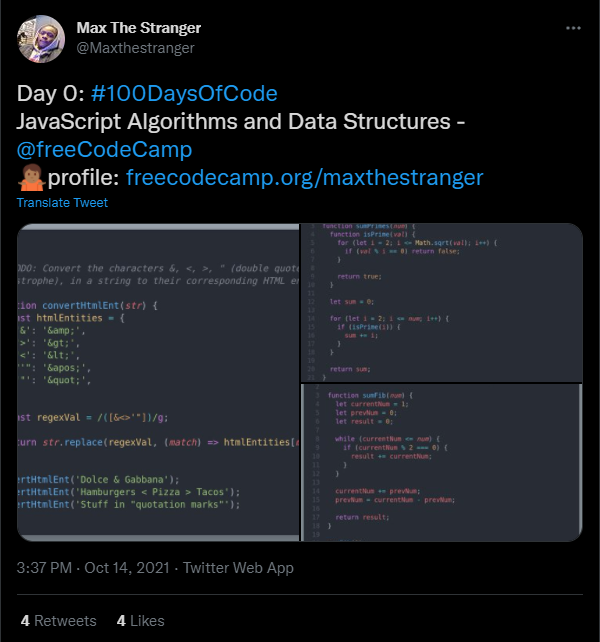 Max The Stranger
@Maxthestranger
Day 0: #100DaysOfCode
JavaScript Algorithms and Data Structures -
@freeCodeCamp
🤷🏽profile: freecodecamp.org/maxthestranger
Translate Tweet
DO: Convert the characters &, <, >, " (double quot
strophe), in a string to their corresponding HTML e
ion convertHtmlEnt(str) {
st htmlEntities = {
&': '&amp;',
>': '&gt;',
<': '&lt;',
'": '&apos;',
"': '&quot;',
st regexVal = /([&<>'"])/g;
urn str.replace(regexVal, (match) => htmlEntities[
ertHtmlEnt('Dolce & Gabbana');
ertHtmlEnt('Hamburgers < Pizza > Tacos');
ertHtmlEnt('Stuff in "quotation marks"');
function sumPrimes(num) {
function isPrime(val) {
for (let i = 2; i <= Math.sqrt(val); i++) {
if (val % i == 0) return false;
}
return true;
}
let sum = 0;
for (let i = 2; i <= num; i++) {
if (isPrime(i)) {
sum += i;
}
}
return sum;
}
function sumFib(num) {
let currentNum = 1;
let prevNum = 0;
let result = 0;
while (currentNum <= num) {
if (currentNum % 2 === 0) {
result += currentNum;
}
}
currentNum += prevNum;
prevNum = currentNum - prevNum;
return result;
}
3:37 PM · Oct 14, 2021 · Twitter Web App
4 Retweets 4 Likes